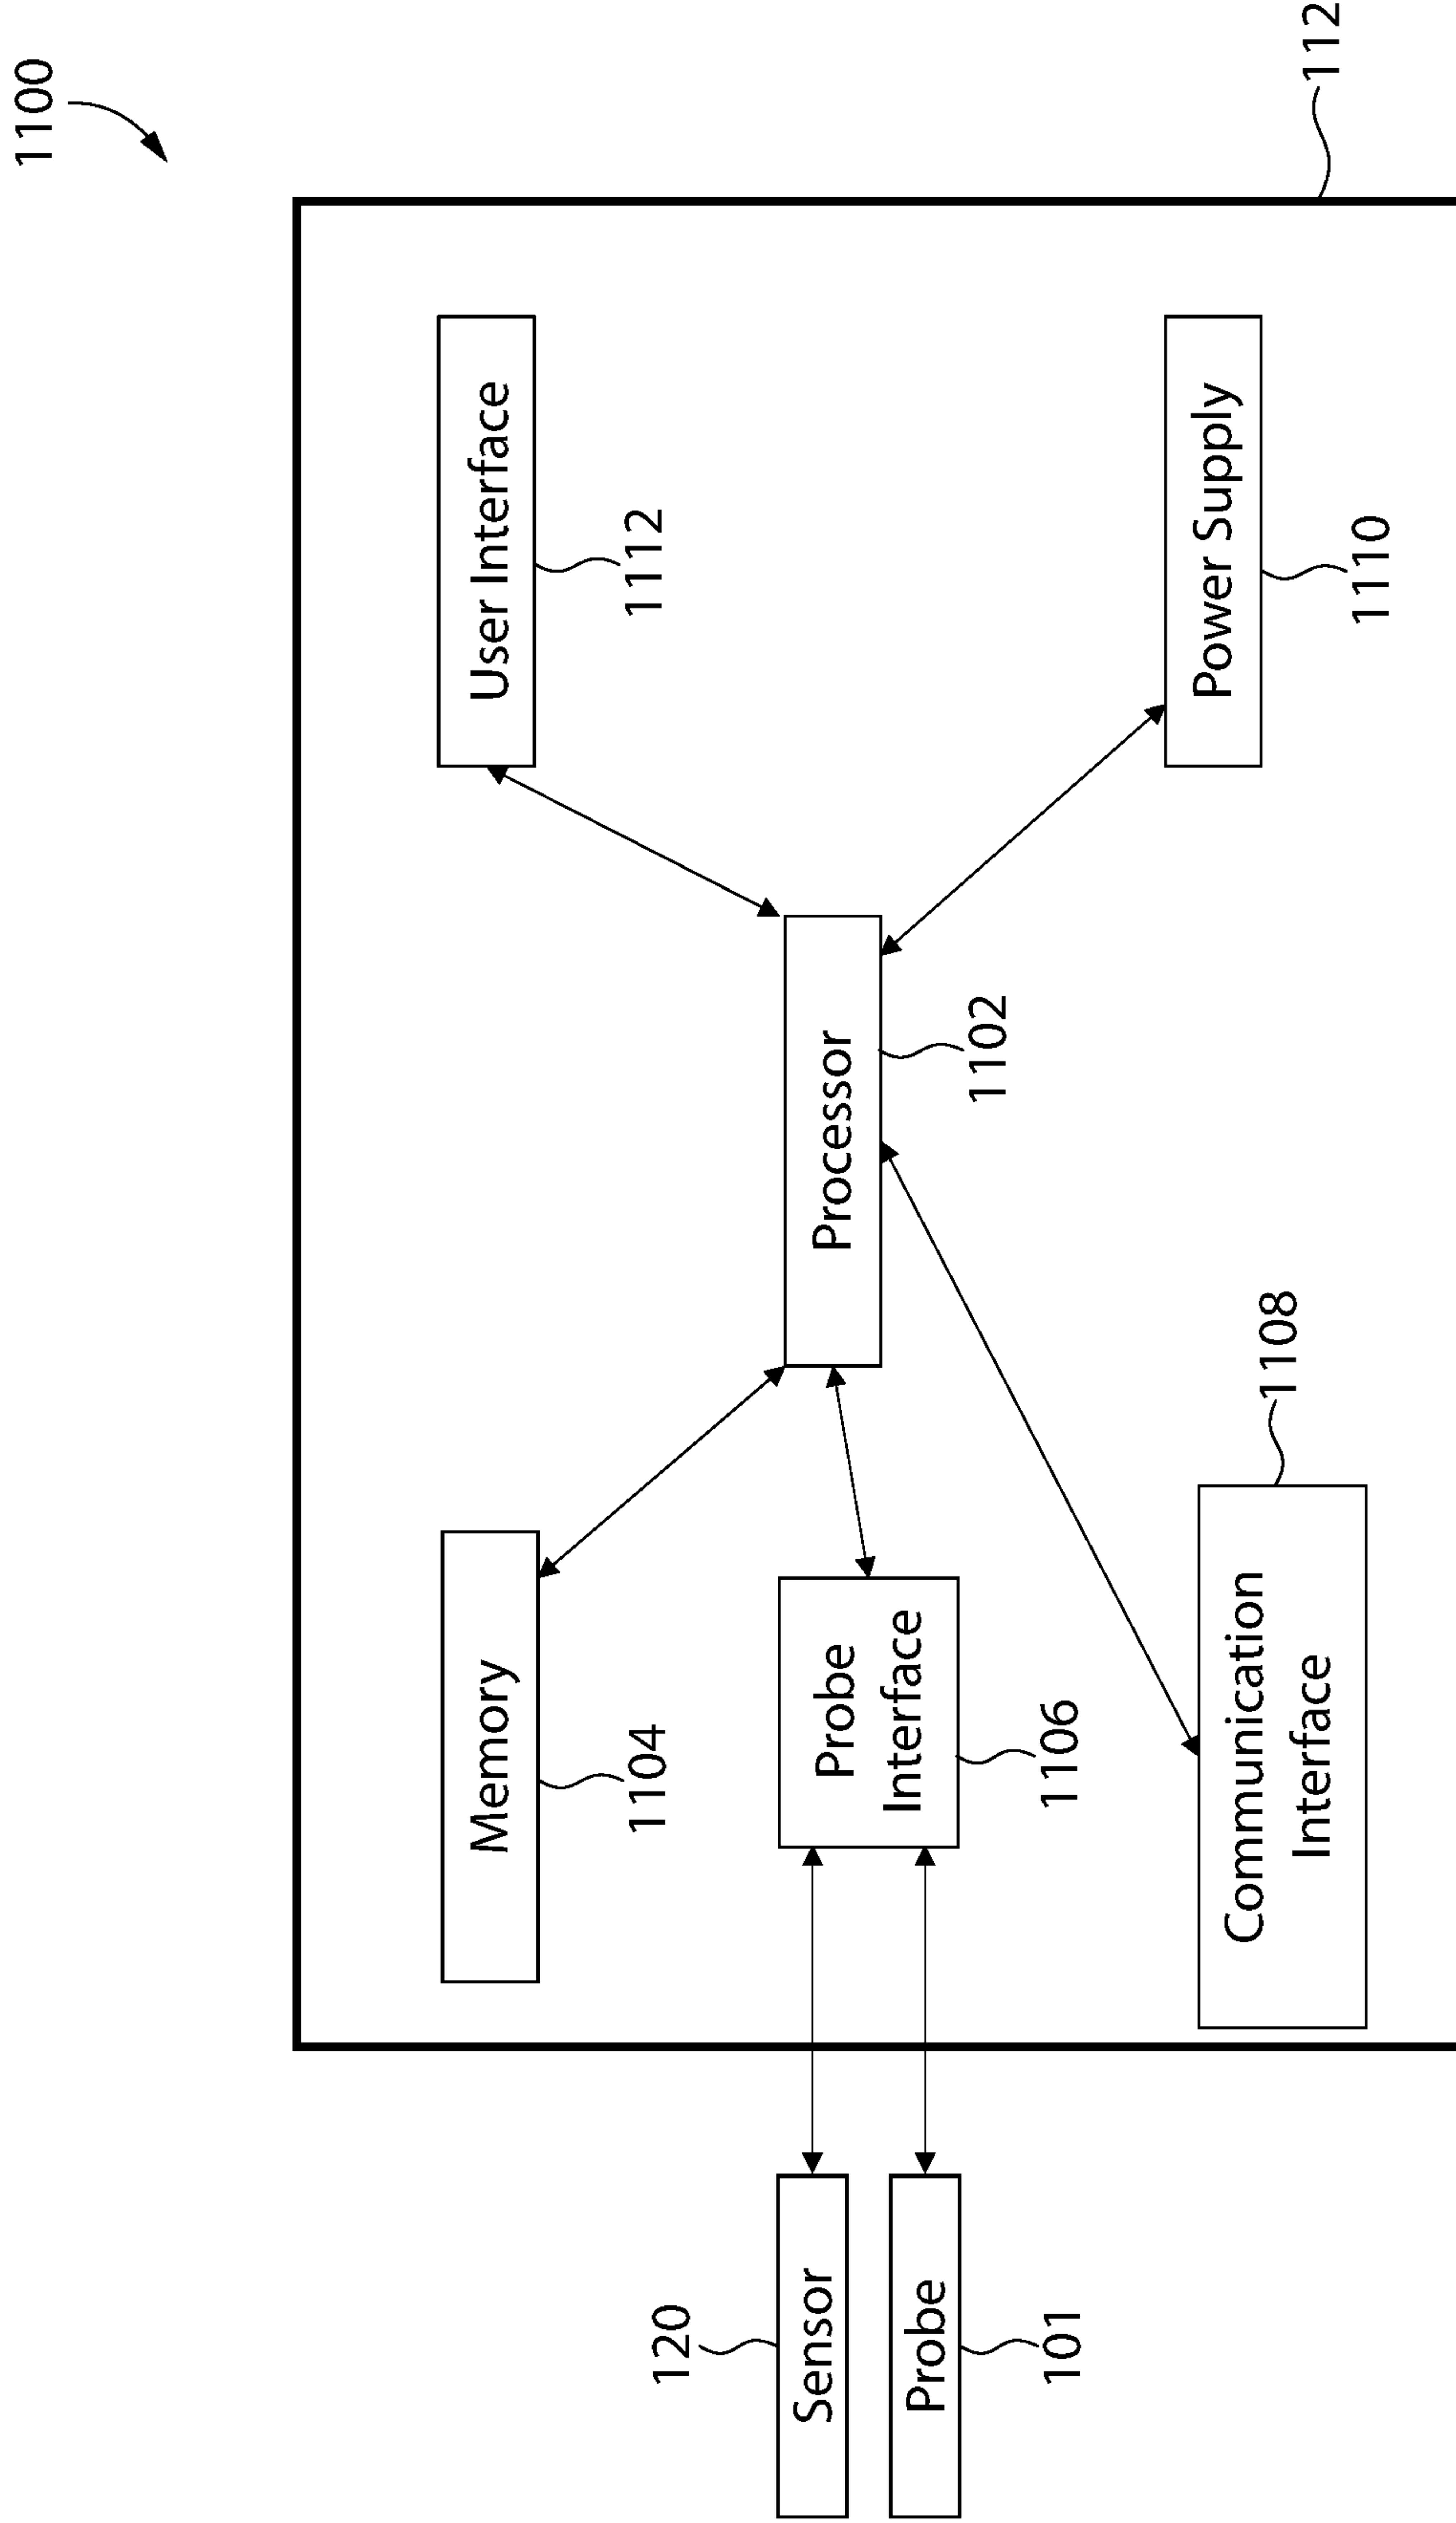 1100
Memory
1104
User Interface
1112
120
Sensor
Probe
101
Probe
Interface
1106
Processor
1102
Communication
Interface
1108
Power Supply
1110
112